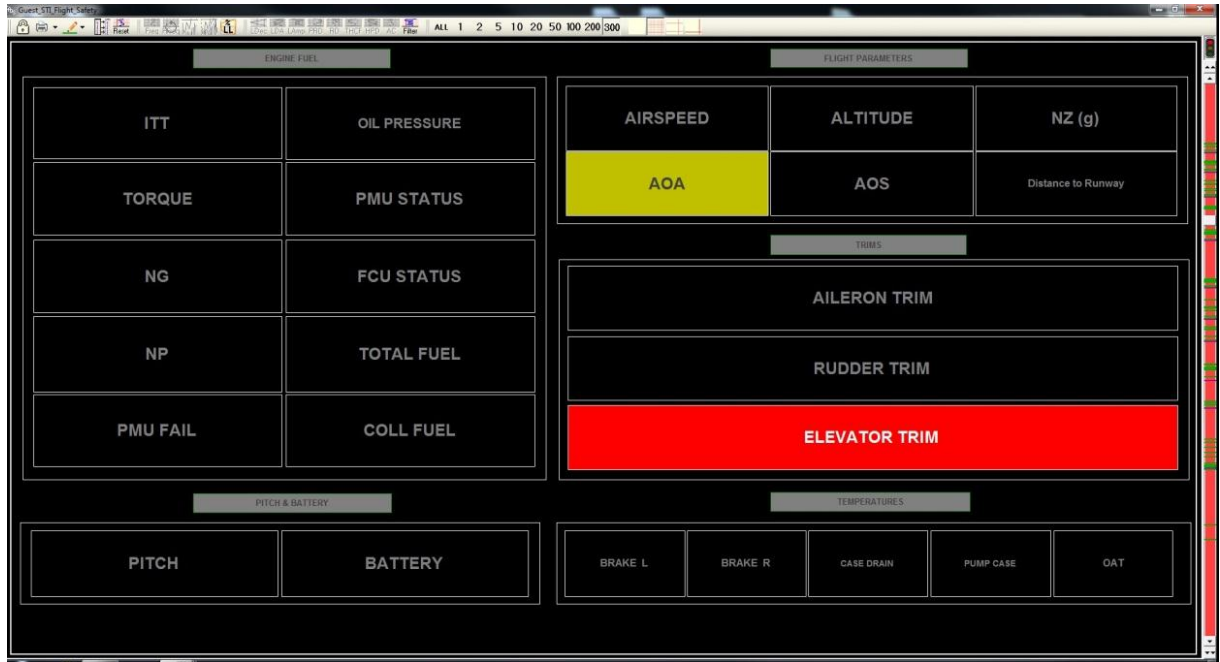 Guest_STI_Flight_Safety
Reset
LL
Filter
ALL 1 2 5 10 20 50 100 200 300
ENGINE FUEL
ITT
OIL PRESSURE
TORQUE
PMU STATUS
NG
FCU STATUS
NP
TOTAL FUEL
PMU FAIL
COLL FUEL
PITCH & BATTERY
PITCH
BATTERY
FLIGHT PARAMETERS
AIRSPEED
ALTITUDE
NZ (g)
AOA
AOS
Distance to Runway
TRIMS
AILERON TRIM
RUDDER TRIM
ELEVATOR TRIM
TEMPERATURES
BRAKE L
BRAKE R
CASE DRAIN
PUMP CASE
OAT